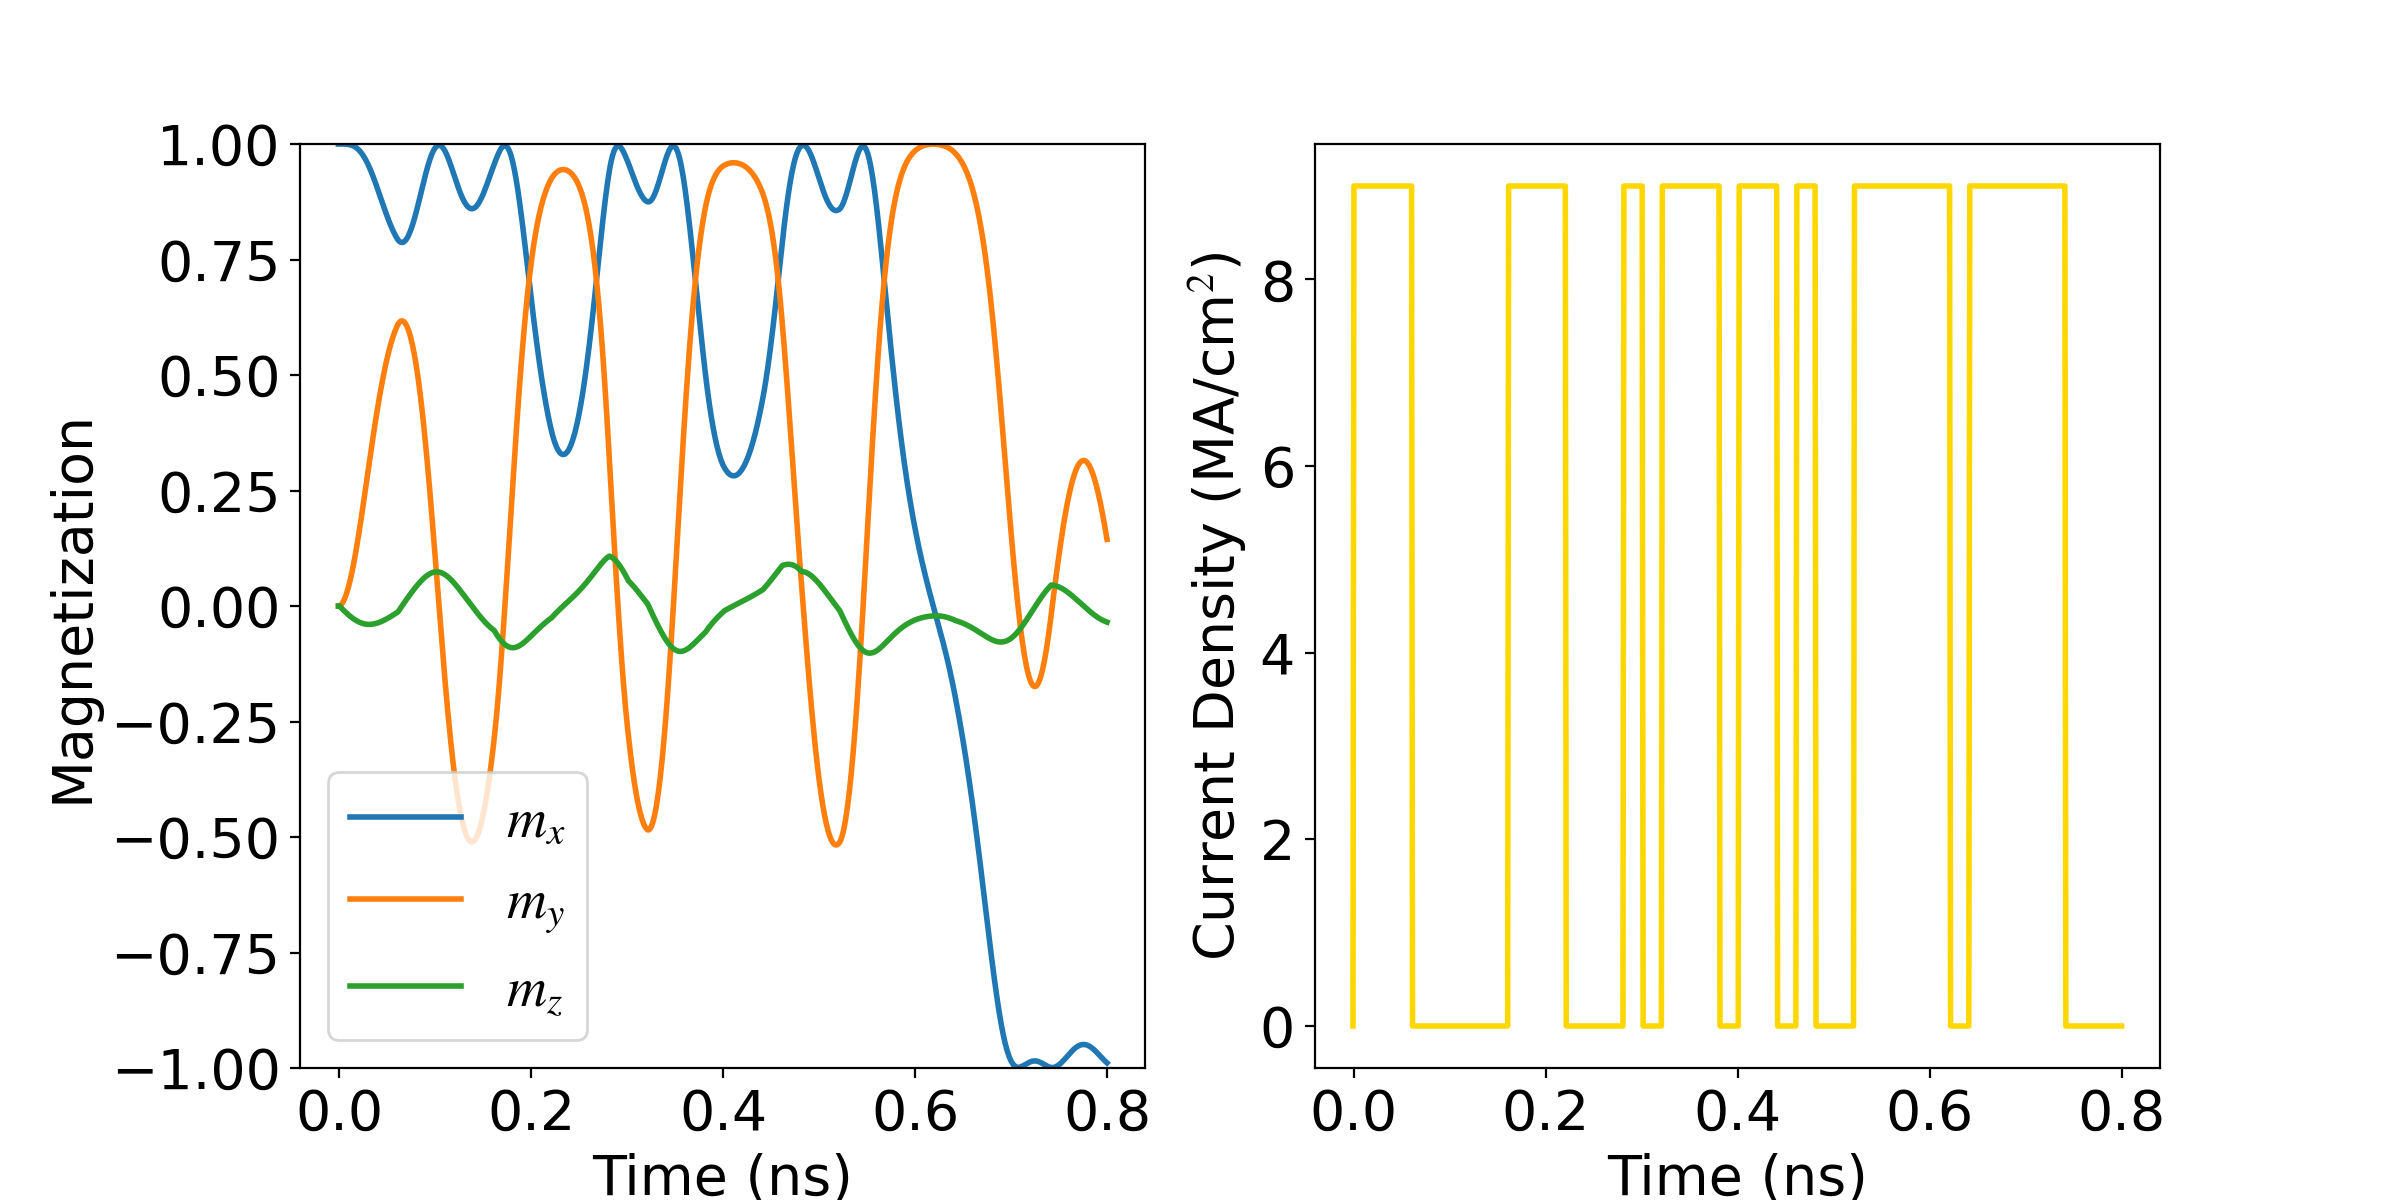 1.00
0.75
0.50
0.25
0.00
−0.25
−0.50
−0.75
−1.00
Magnetization
m_x
m_y
m_z
0.0 0.2 0.4 0.6 0.8
Time (ns)
8
6
4
2
0
Current Density (MA/cm²)
0.0 0.2 0.4 0.6 0.8
Time (ns)